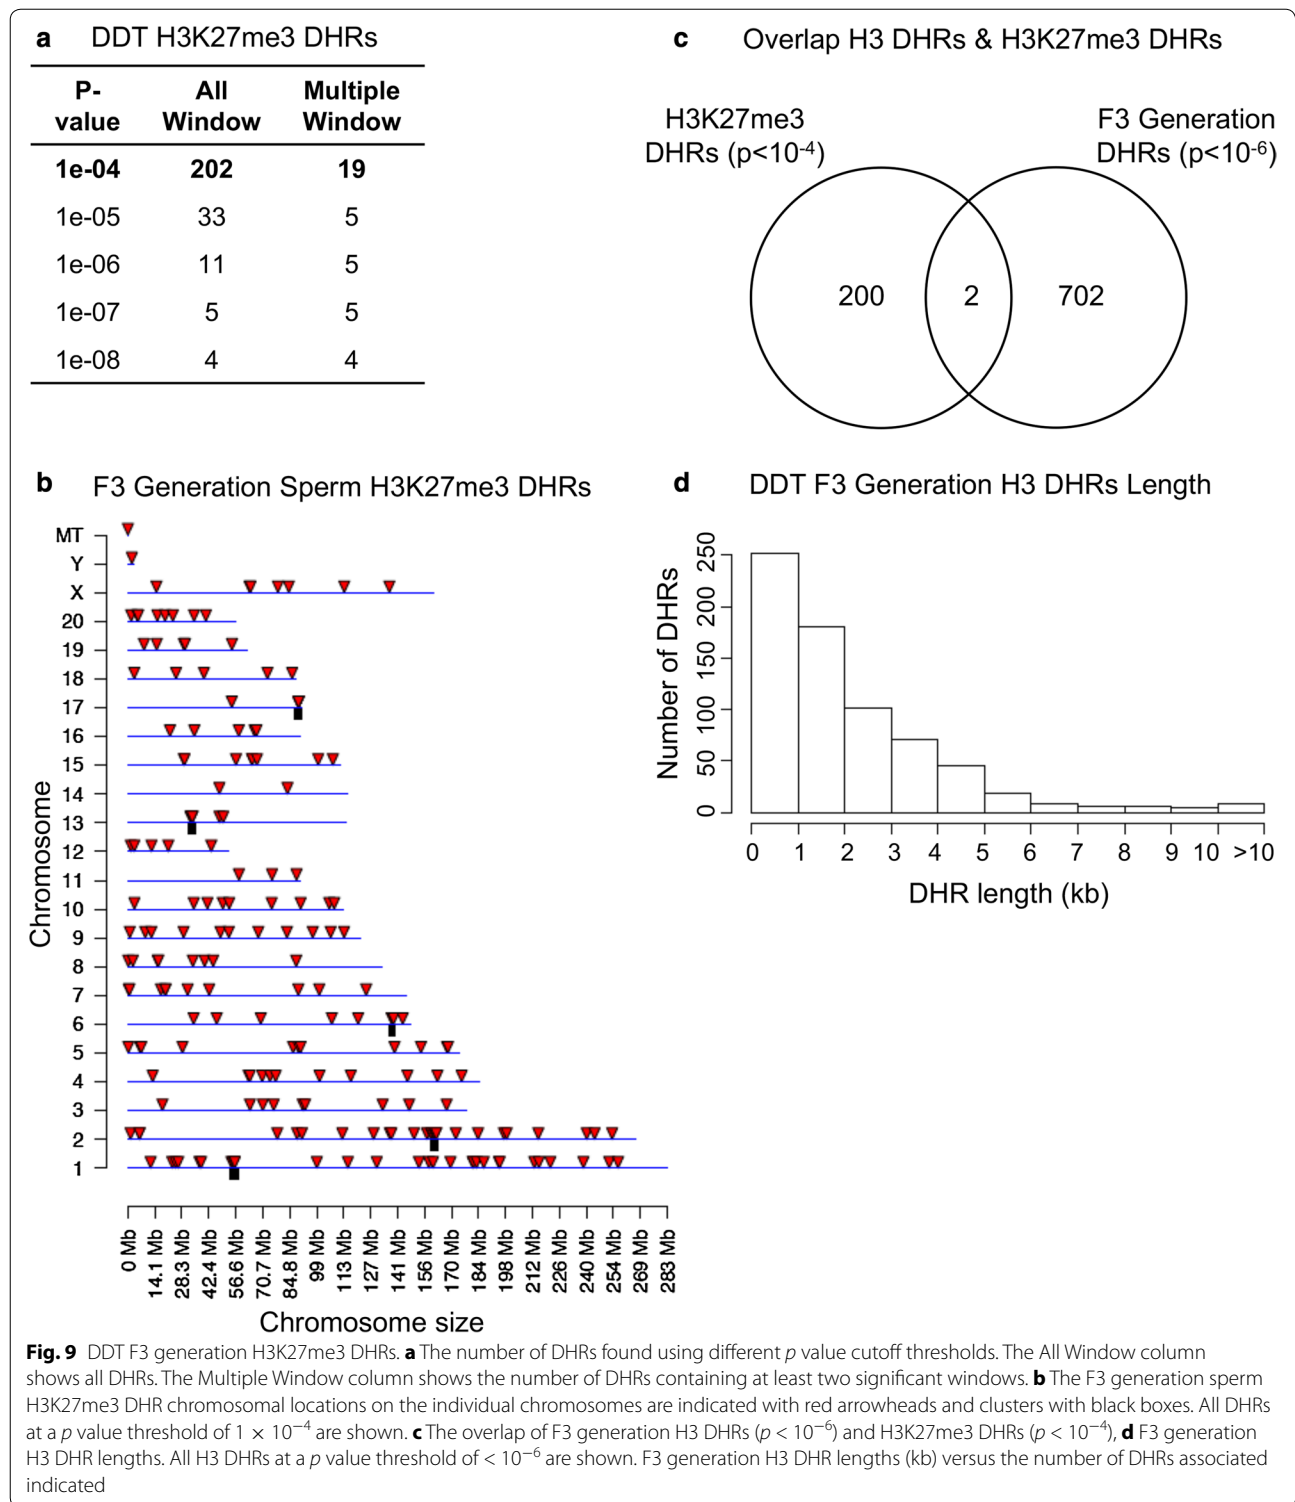 a DDT H3K27me3 DHRs
P-value All Window Multiple Window
1e-04 202 19
1e-05 33 5
1e-06 11 5
1e-07 5 5
1e-08 4 4
c Overlap H3 DHRs & H3K27me3 DHRs
H3K27me3
DHRs (p<10-4)
F3 Generation
DHRs (p<10-6)
200 2 702
b F3 Generation Sperm H3K27me3 DHRs
Chromosome
MT
Y
X
20
19
18
17
16
15
14
13
12
11
10
9
8
7
6
5
4
3
2
1
0 Mb
14.1 Mb
28.3 Mb
42.4 Mb
56.6 Mb
70.7 Mb
84.8 Mb
99 Mb
113 Mb
127 Mb
141 Mb
156 Mb
170 Mb
184 Mb
198 Mb
212 Mb
226 Mb
240 Mb
254 Mb
269 Mb
283 Mb
Chromosome size
d DDT F3 Generation H3 DHRs Length
Number of DHRs
250
200
150
100
50
0
0 1 2 3 4 5 6 7 8 9 10 >10
DHR length (kb)
Fig. 9 DDT F3 generation H3K27me3 DHRs. a The number of DHRs found using different p value cutoff thresholds. The All Window column
shows all DHRs. The Multiple Window column shows the number of DHRs containing at least two significant windows. b The F3 generation sperm
H3K27me3 DHR chromosomal locations on the individual chromosomes are indicated with red arrowheads and clusters with black boxes. All DHRs
at a p value threshold of 1 × 10−4 are shown. c The overlap of F3 generation H3 DHRs (p < 10−6) and H3K27me3 DHRs (p < 10−4), d F3 generation
H3 DHR lengths. All H3 DHRs at a p value threshold of < 10−6 are shown. F3 generation H3 DHR lengths (kb) versus the number of DHRs associated
indicated